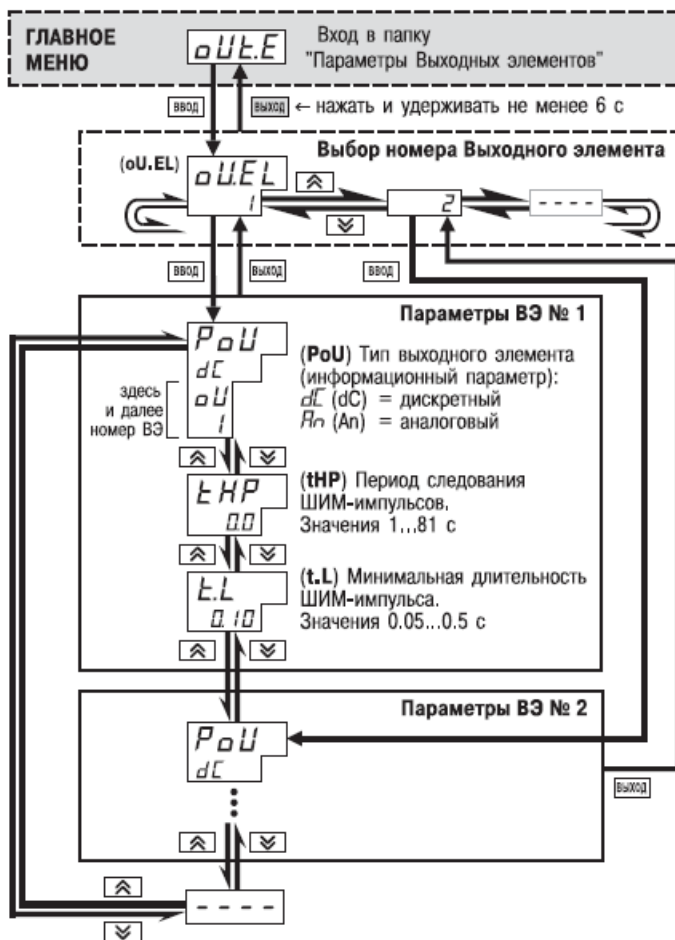 ГЛАВНОЕ
МЕНЮ
oUt.E
Вход в папку
"Параметры Выходных элементов"
ВВОД
ВЫХОД ← нажать и удерживать не менее 6 с
Выбор номера Выходного элемента
(oU.EL)
oU.EL
1
2
- - - -
ВВОД
ВЫХОД
ВВОД
Параметры ВЭ № 1
PoU
dC
oU
1
здесь
и далее
номер ВЭ
(PoU) Тип выходного элемента
(информационный параметр):
dC (dC) = дискретный
An (An) = аналоговый
tHP
0.0
(tHP) Период следования
ШИМ-импульсов.
Значения 1...81 с
t.L
0.10
(t.L) Минимальная длительность
ШИМ-импульса.
Значения 0.05...0.5 с
Параметры ВЭ № 2
PoU
dC
ВЫХОД
- - - -